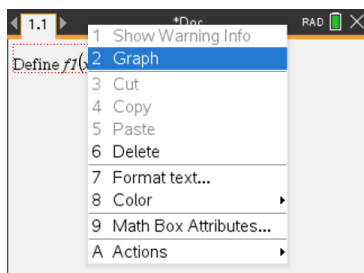 1.1 *Doc RAD
1 Show Warning Info
Define f1(x
2 Graph
3 Cut
4 Copy
5 Paste
6 Delete
7 Format text...
8 Color
9 Math Box Attributes...
A Actions